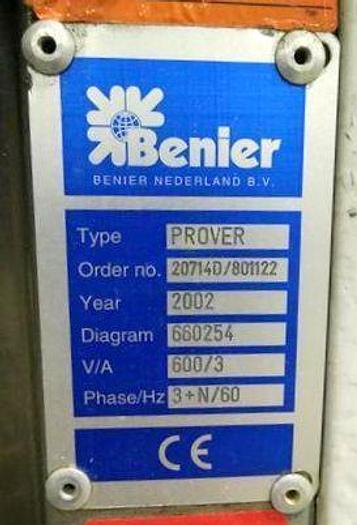 Benier
BENIER NEDERLAND B.V.
Type PROVER
Order no. 20714D/801122
Year 2002
Diagram 660254
V/A 600/3
Phase/Hz 3+N/60
CE